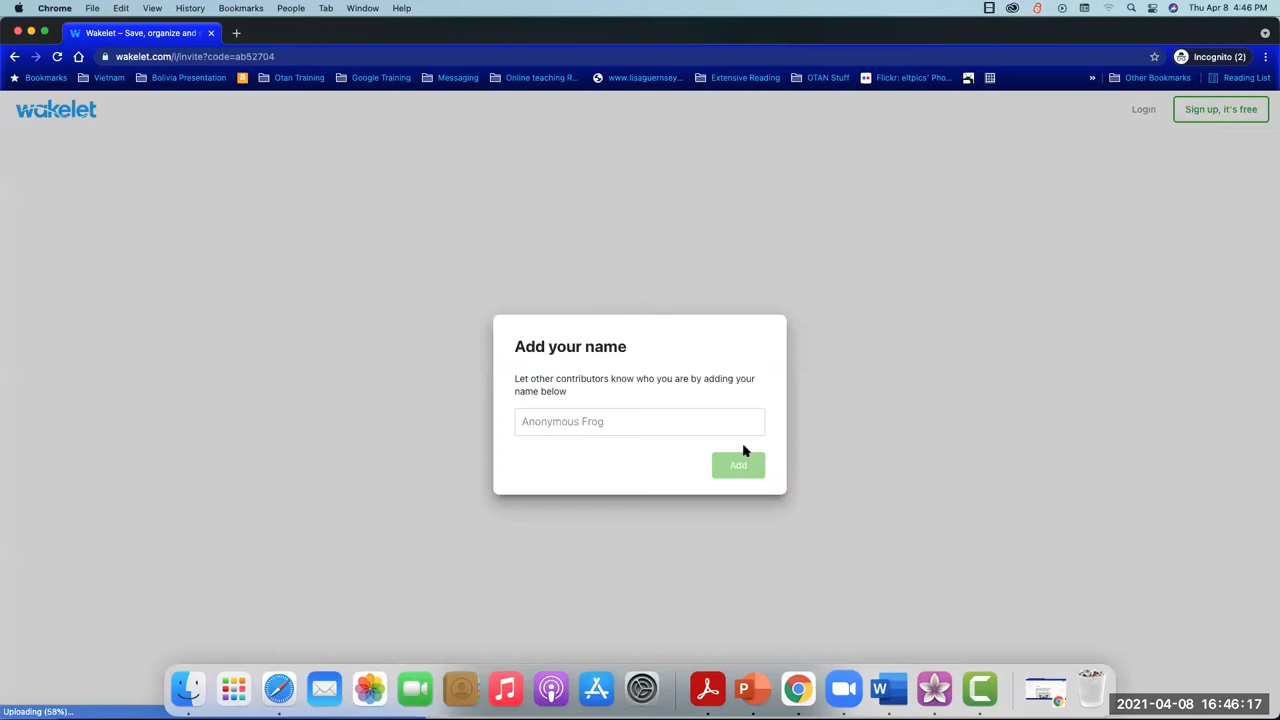 Chrome File Edit View History Bookmarks People Tab Window Help Thu Apr 8 4:46 PM
Wakelet – Save, organize and s
wakelet.com/i/invite?code=ab52704 Incognito (2)
Bookmarks Vietnam Bolivia Presentation Otan Training Google Training Messaging Online teaching R... www.lisaguernsey... Extensive Reading OTAN Stuff Flickr: eltpics' Pho... » Other Bookmarks Reading List
wakelet Login Sign up, it's free
Add your name
Let other contributors know who you are by adding your
name below
Anonymous Frog
Add
Uploading (58%)...
2021-04-08 16:46:17